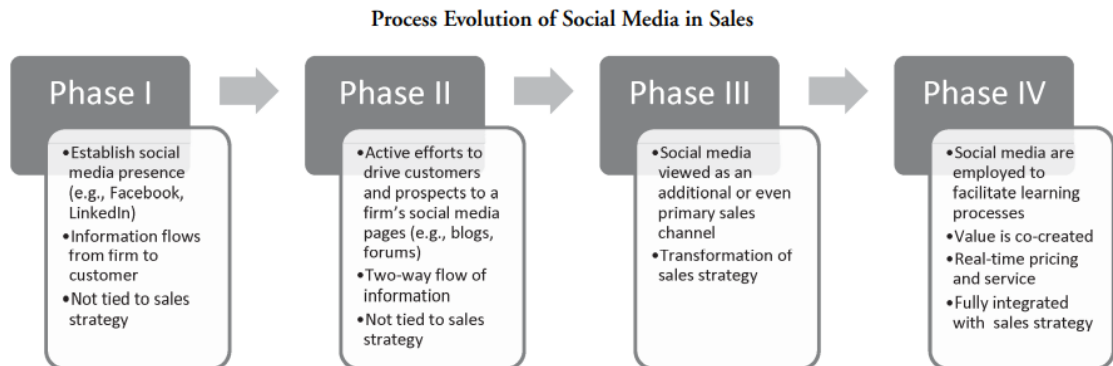 Process Evolution of Social Media in Sales
Phase I
•Establish social
media presence
(e.g., Facebook,
LinkedIn)
•Information flows
from firm to
customer
•Not tied to sales
strategy
Phase II
•Active efforts to
drive customers
and prospects to a
firm's social media
pages (e.g., blogs,
forums)
•Two-way flow of
information
•Not tied to sales
strategy
Phase III
•Social media
viewed as an
additional or even
primary sales
channel
•Transformation of
sales strategy
Phase IV
•Social media are
employed to
facilitate learning
processes
•Value is co-created
•Real-time pricing
and service
•Fully integrated
with sales strategy